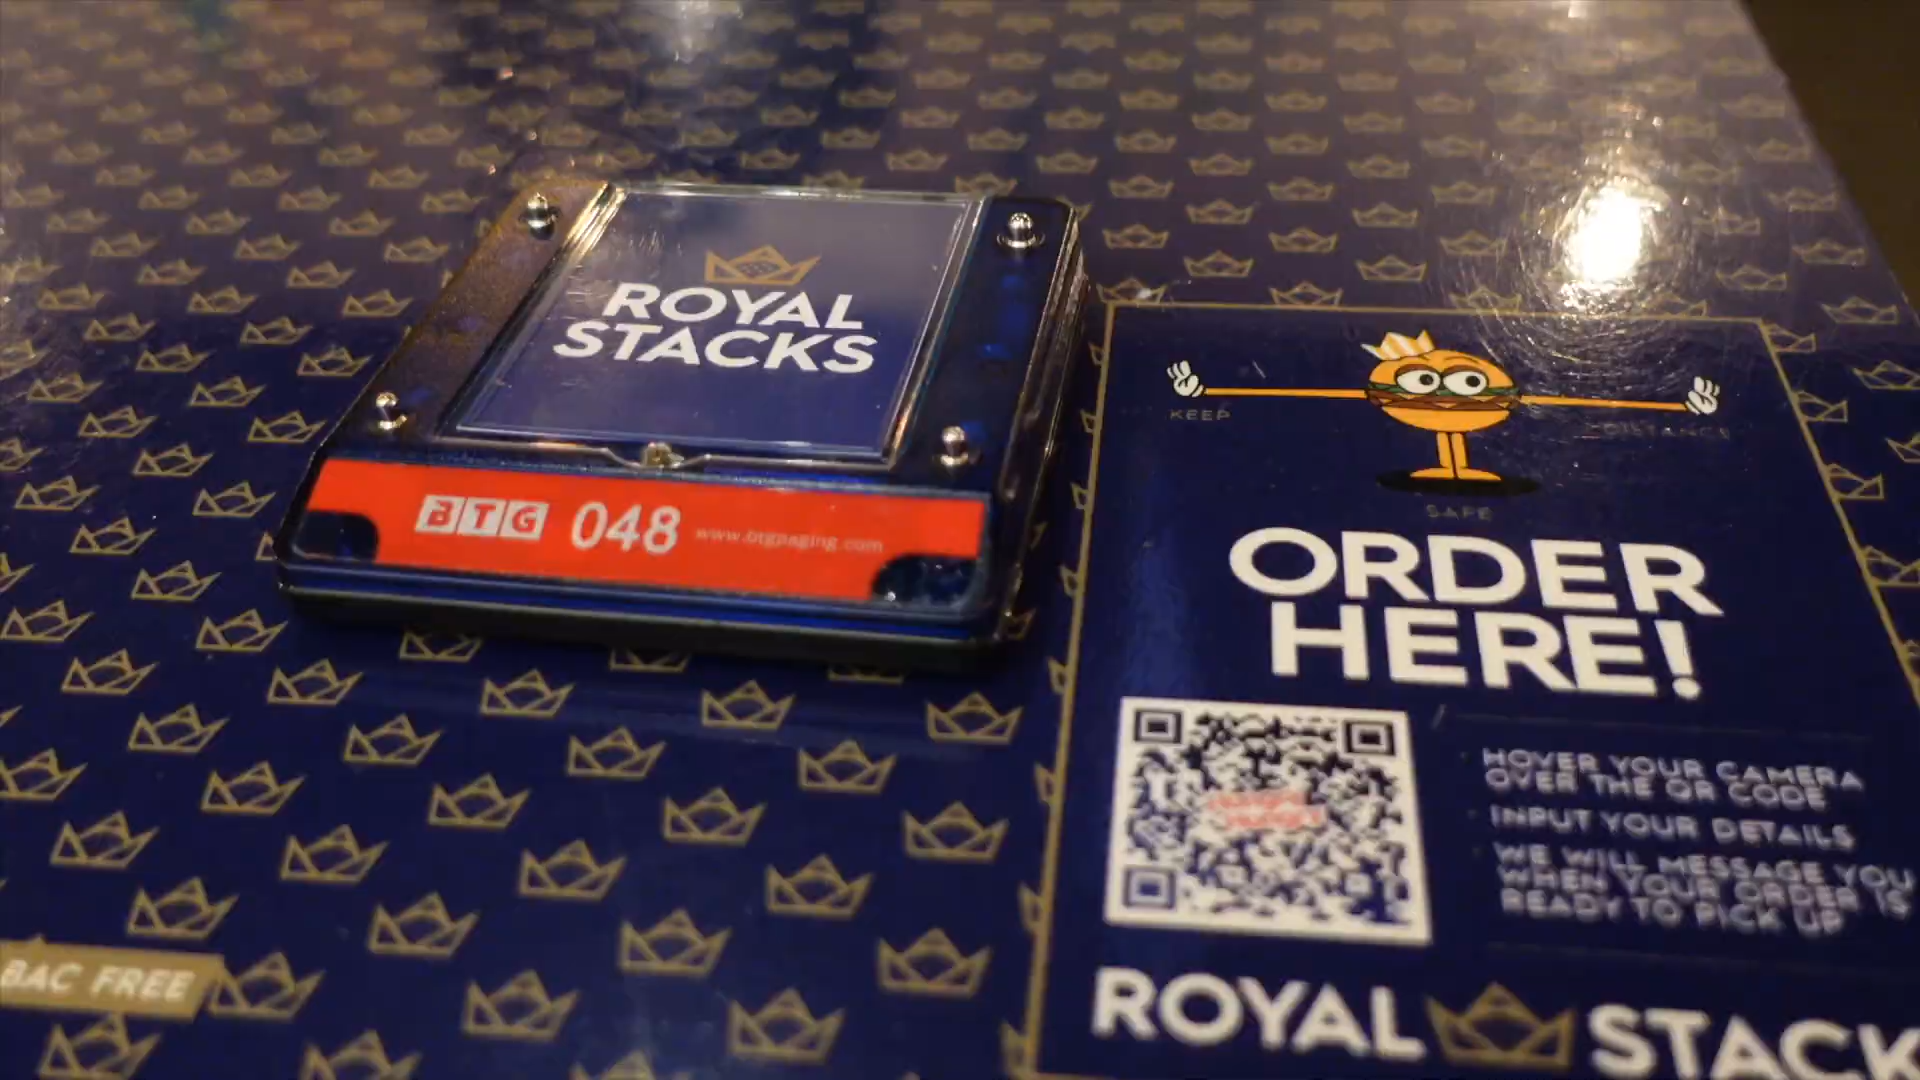 ROYAL
STACKS
BTG 048 www.btgpaging.com
KEEP
DISTANCE
SAFE
ORDER
HERE!
HOVER YOUR CAMERA
OVER THE QR CODE
INPUT YOUR DETAILS
WE WILL MESSAGE YOU
WHEN YOUR ORDER IS
READY TO PICK UP
BAC FREE
ROYAL STACK